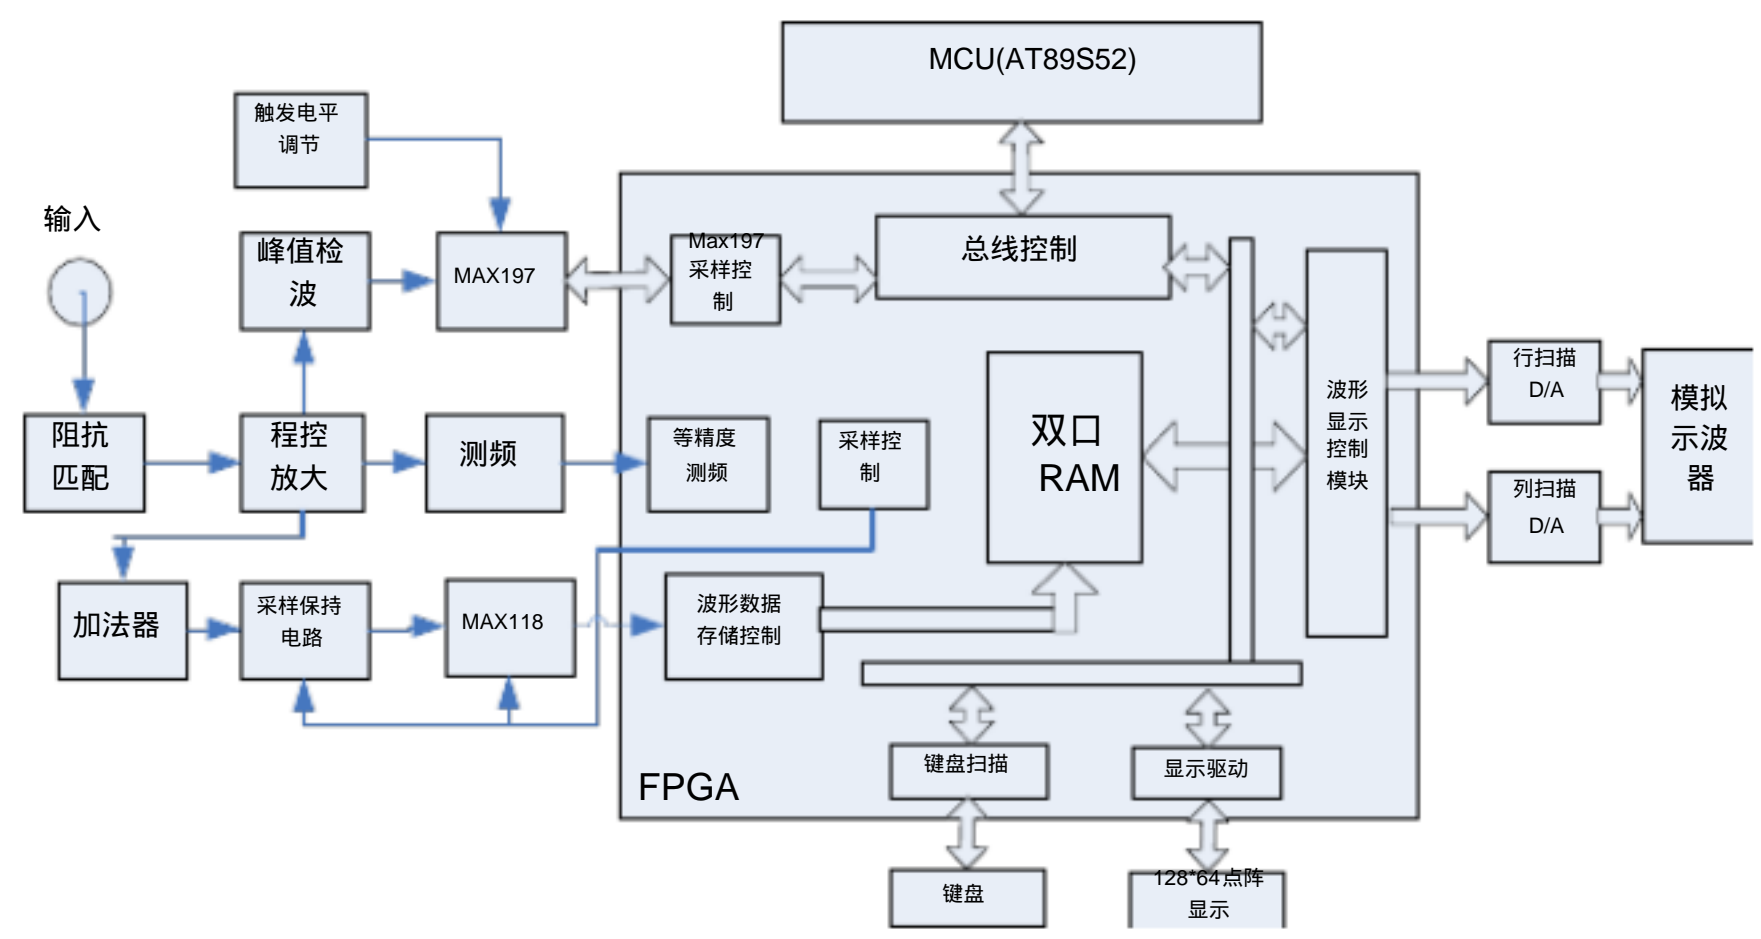 MCU(AT89S52)
触发电平
调节
输入
峰值检
波
MAX197
Max197
采样控
制
总线控制
阻抗
匹配
程控
放大
测频
等精度
测频
采样控
制
双口
RAM
波形
显示
控制
模块
行扫描
D/A
列扫描
D/A
模拟
示波
器
加法器
采样保持
电路
MAX118
波形数据
存储控制
FPGA
键盘扫描
显示驱动
键盘
128*64点阵
显示